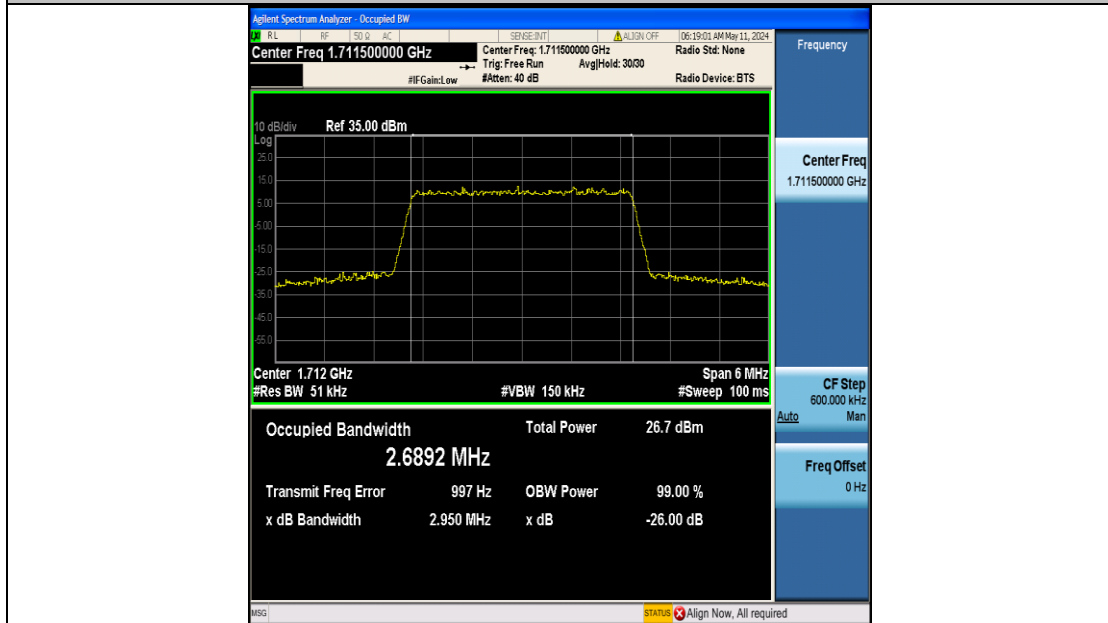 Agilent Spectrum Analyzer - Occupied BW
RL RF 50 Ω AC SENSE:INT ALIGN OFF 06:19:01 AM May 11, 2024
Center Freq 1.711500000 GHz
Center Freq: 1.711500000 GHz
Radio Std: None
Trig: Free Run Avg|Hold: 30/30
#IFGain:Low
#Atten: 40 dB
Radio Device: BTS
10 dB/div Ref 35.00 dBm
Log
25.0
15.0
5.00
-5.00
-15.0
-25.0
-35.0
-45.0
-55.0
Center 1.712 GHz Span 6 MHz
#Res BW 51 kHz #VBW 150 kHz #Sweep 100 ms
Occupied Bandwidth Total Power 26.7 dBm
2.6892 MHz
Transmit Freq Error 997 Hz OBW Power 99.00 %
x dB Bandwidth 2.950 MHz x dB -26.00 dB
Frequency
Center Freq
1.711500000 GHz
CF Step
600.000 kHz
Auto Man
Freq Offset
0 Hz
MSG STATUS Align Now, All required